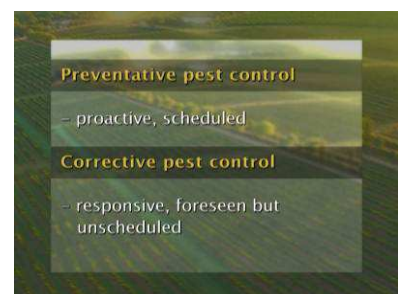 Preventative pest control
– proactive, scheduled
Corrective pest control
– responsive, foreseen but
unscheduled